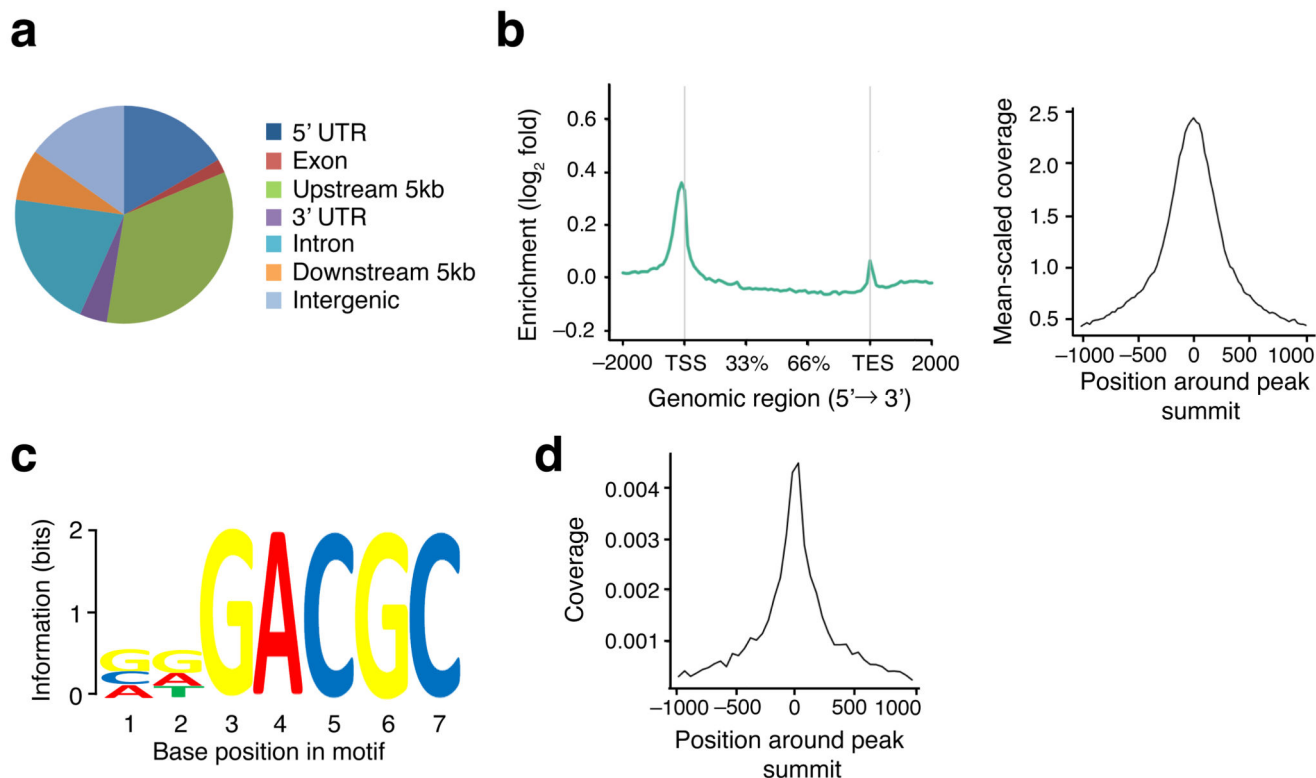 a
5’ UTR
Exon
Upstream 5kb
3’ UTR
Intron
Downstream 5kb
Intergenic
b
Enrichment (log2 fold)
0.6
0.4
0.2
0.0
–0.2
–2000 TSS 33% 66% TES 2000
Genomic region (5’→ 3’)
Mean-scaled coverage
2.5
2.0
1.5
1.0
0.5
–1000 –500 0 500 1000
Position around peak
summit
c
Information (bits)
2
1
0
G C A
G A T
G A C G C
1 2 3 4 5 6 7
Base position in motif
d
Coverage
0.004
0.003
0.002
0.001
–1000 –500 0 500 1000
Position around peak
summit